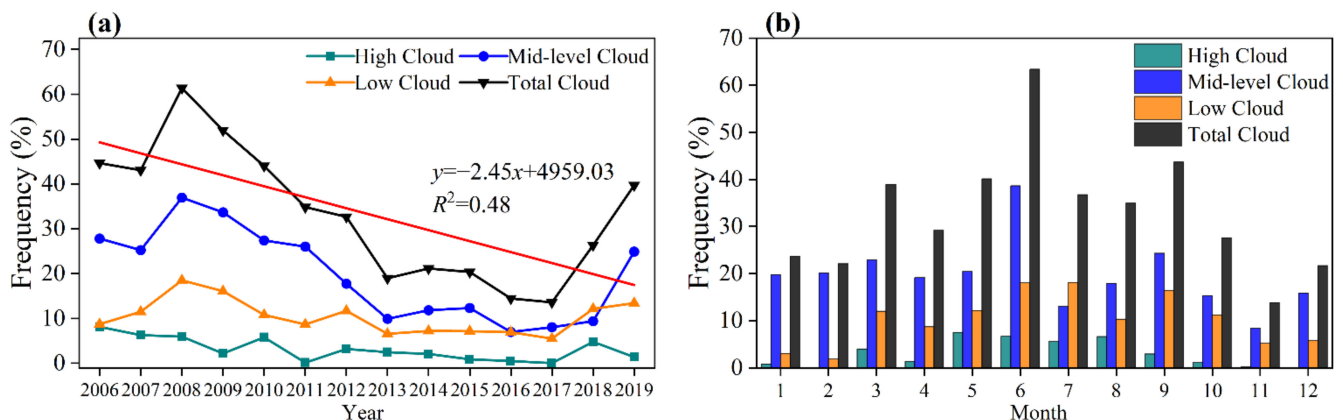 (a)
70
60
50
40
30
20
10
0
Frequency (%)
High Cloud Mid-level Cloud
Low Cloud Total Cloud
y=−2.45x+4959.03
R²=0.48
2006 2007 2008 2009 2010 2011 2012 2013 2014 2015 2016 2017 2018 2019
Year
(b)
70
60
50
40
30
20
10
0
Frequency (%)
High Cloud
Mid-level Cloud
Low Cloud
Total Cloud
1 2 3 4 5 6 7 8 9 10 11 12
Month